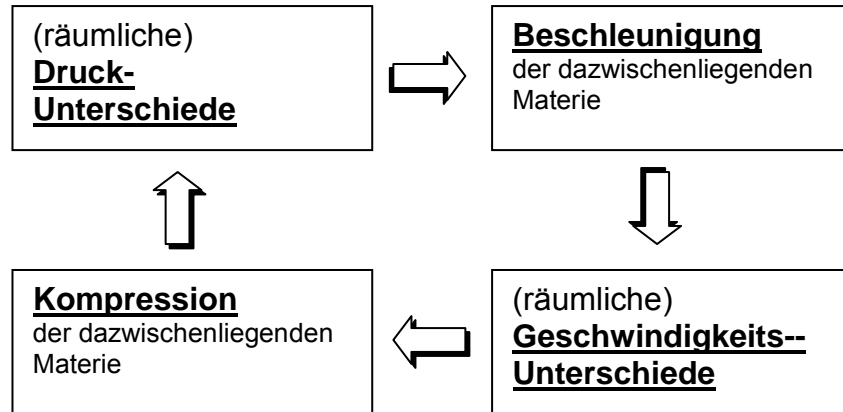 (räumliche)
Druck-
Unterschiede
Beschleunigung
der dazwischenliegenden
Materie
Kompression
der dazwischenliegenden
Materie
(räumliche)
Geschwindigkeits--
Unterschiede